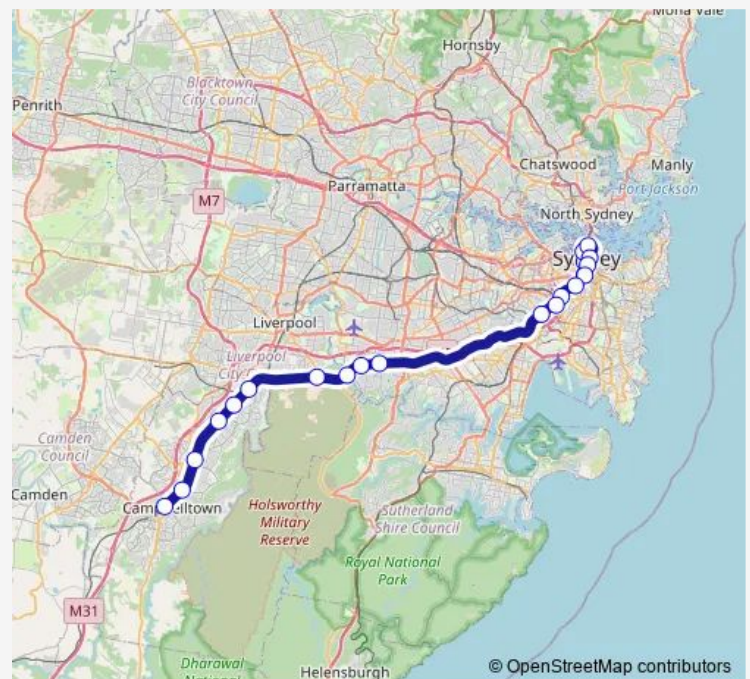 Mona Vale
Hornsby
Blacktown
City Council
Penrith
Chatswood
Manly
Parramatta
Port Jackson
M7
North Sydney
Sydney
Liverpool
Liverpool
City
Camden
Council
Camden
Campbelltown
Holsworthy
Military
Reserve
Sutherland
Shire Council
Royal National
Park
M31
Dharawal
National
Helensburgh
© OpenStreetMap contributors